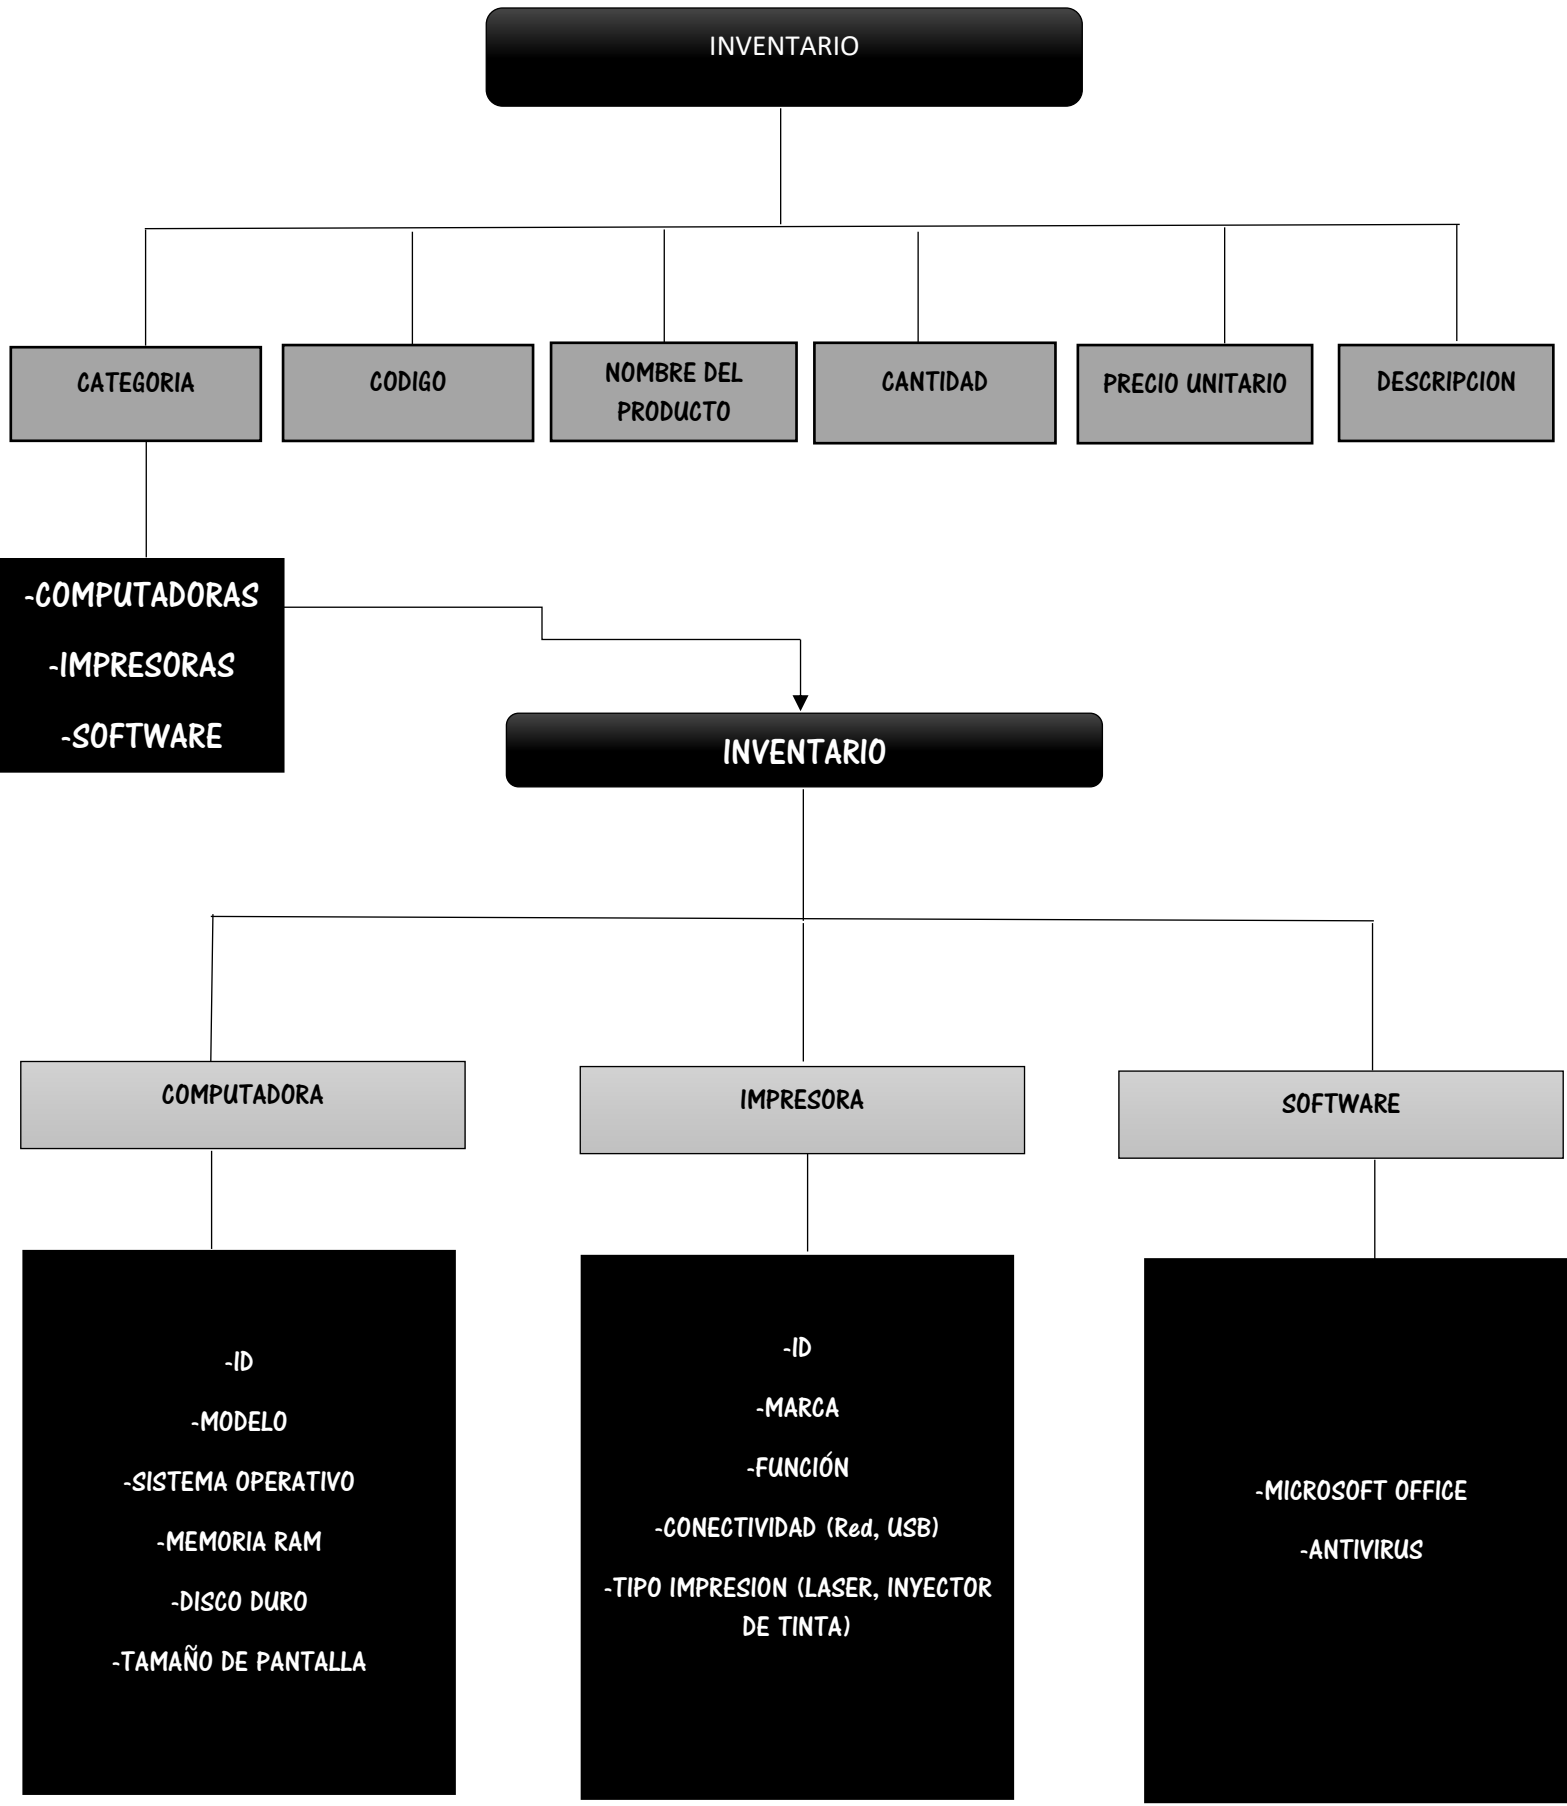 INVENTARIO
CATEGORIA
CODIGO
NOMBRE DEL
PRODUCTO
CANTIDAD
PRECIO UNITARIO
DESCRIPCION
-COMPUTADORAS
-IMPRESORAS
-SOFTWARE
INVENTARIO
COMPUTADORA
IMPRESORA
SOFTWARE
-ID
-MODELO
-SISTEMA OPERATIVO
-MEMORIA RAM
-DISCO DURO
-TAMAÑO DE PANTALLA
-ID
-MARCA
-FUNCIÓN
-CONECTIVIDAD (Red, USB)
-TIPO IMPRESION (LASER, INYECTOR
DE TINTA)
-MICROSOFT OFFICE
-ANTIVIRUS